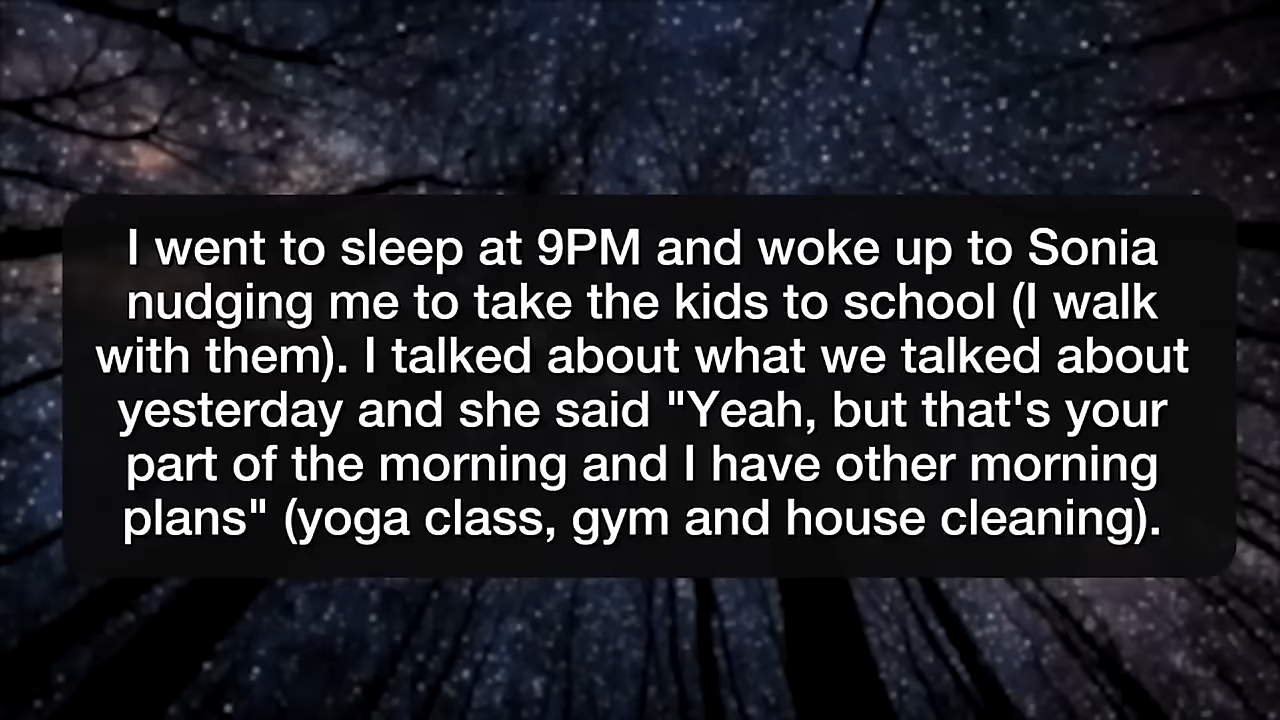 I went to sleep at 9PM and woke up to Sonia
nudging me to take the kids to school (I walk
with them). I talked about what we talked about
yesterday and she said "Yeah, but that's your
part of the morning and I have other morning
plans" (yoga class, gym and house cleaning).